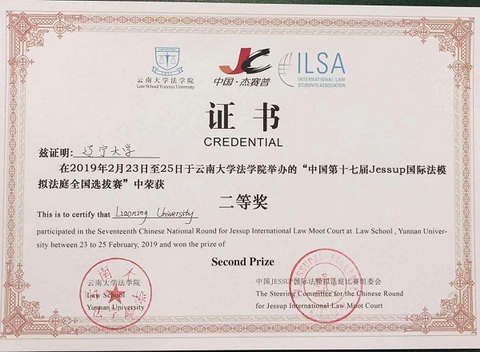 云南大学法学院
Law School Yunnan University
JC
中国·杰赛普
ILSA
INTERNATIONAL LAW
STUDENTS ASSOCIATION
证书
CREDENTIAL
兹证明：辽宁大学
在2019年2月23日至25日于云南大学法学院举办的“中国第十七届Jessup国际法模
拟法庭全国选拔赛”中荣获
二等奖
This is to certify that Liaoning University
participated in the Seventeenth Chinese National Round for Jessup International Law Moot Court at Law School , Yunnan Univer-
sity between 23 to 25 February, 2019 and won the prize of
Second Prize
云南大学法学院
Law School
Yunnan University
中国JESSUP国际法模拟法庭比赛组委会
The Steering Committee for the Chinese Round
for Jessup International Law Moot Court